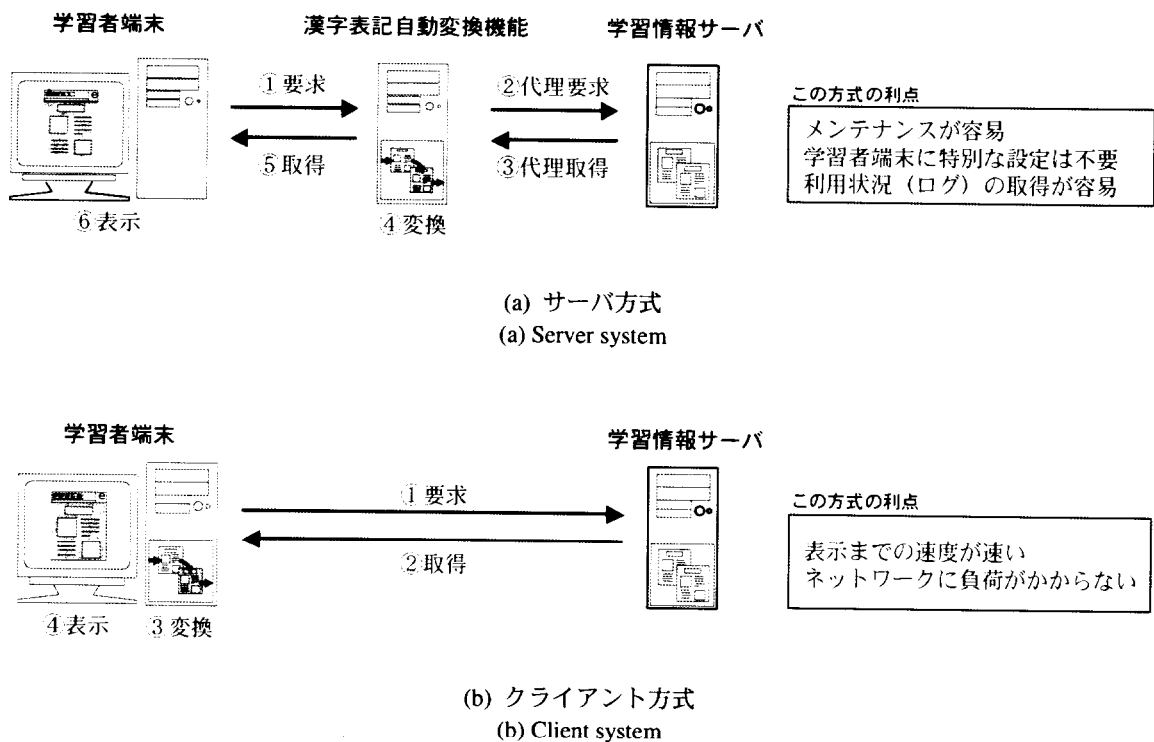 学習者端末
漢字表記自動変換機能
学習情報サーバ
①要求
②代理要求
⑤取得
③代理取得
⑥表示
④変換
この方式の利点
メンテナンスが容易
学習者端末に特別な設定は不要
利用状況(ログ)の取得が容易
(a) サーバ方式
(a) Server system
学習者端末
学習情報サーバ
①要求
②取得
④表示
③変換
この方式の利点
表示までの速度が速い
ネットワークに負荷がかからない
(b) クライアント方式
(b) Client system